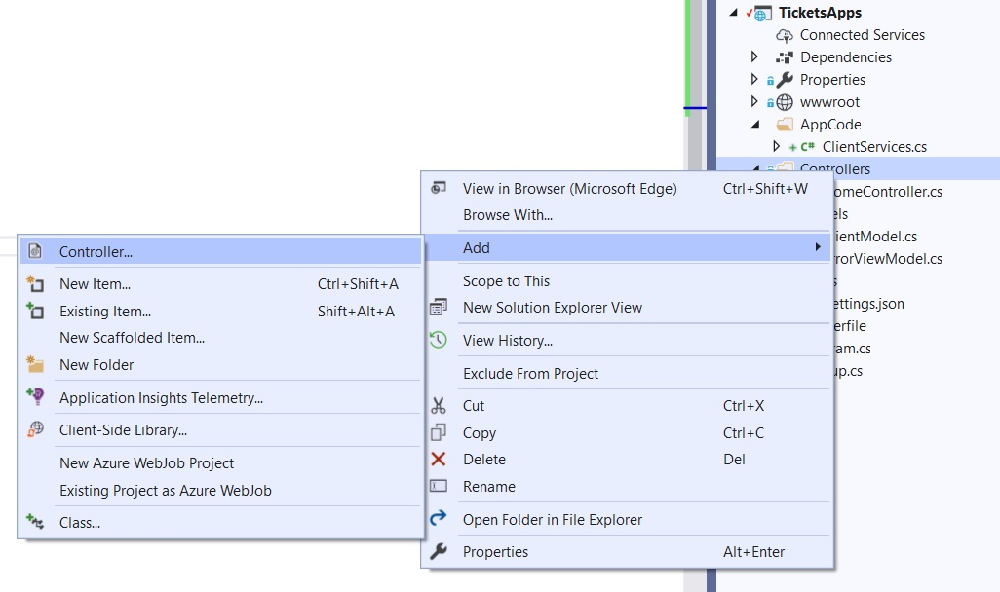 TicketsApps
Connected Services
Dependencies
Properties
wwwroot
AppCode
C# ClientServices.cs
Controllers
omeController.cs
els
ientModel.cs
rorViewModel.cs
s
ettings.json
erfile
am.cs
up.cs
View in Browser (Microsoft Edge) Ctrl+Shift+W
Browse With...
Add
Scope to This
New Solution Explorer View
View History...
Exclude From Project
Cut Ctrl+X
Copy Ctrl+C
Delete Del
Rename
Open Folder in File Explorer
Properties Alt+Enter
Controller...
New Item... Ctrl+Shift+A
Existing Item... Shift+Alt+A
New Scaffolded Item...
New Folder
Application Insights Telemetry...
Client-Side Library...
New Azure WebJob Project
Existing Project as Azure WebJob
Class...